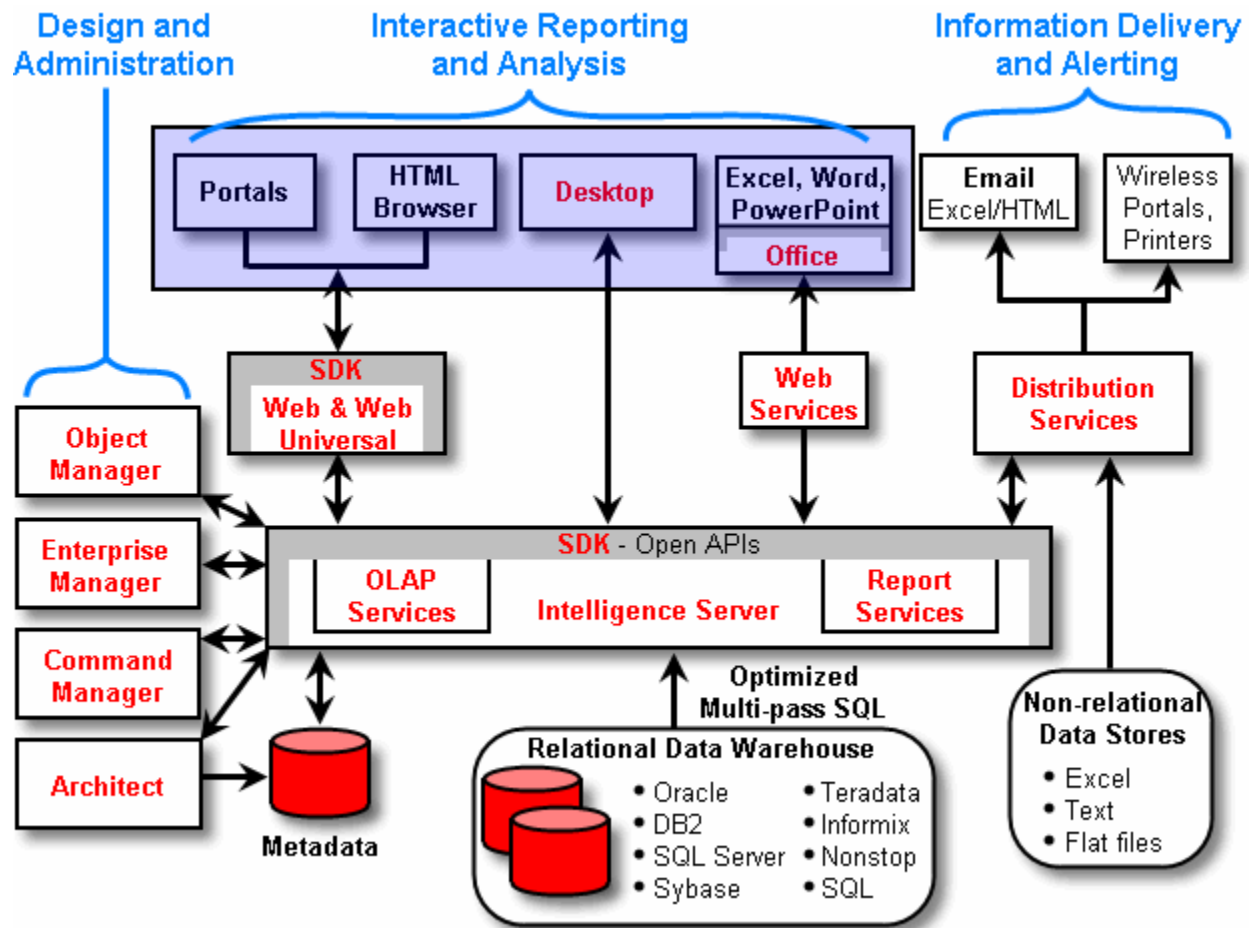 Design and
Administration
Interactive Reporting
and Analysis
Information Delivery
and Alerting
Portals
HTML
Browser
Desktop
Excel, Word,
PowerPoint
Office
Email
Excel/HTML
Wireless
Portals,
Printers
SDK
Web & Web
Universal
Web
Services
Distribution
Services
Object
Manager
Enterprise
Manager
Command
Manager
Architect
SDK - Open APIs
OLAP
Services
Intelligence Server
Report
Services
Metadata
Optimized
Multi-pass SQL
Relational Data Warehouse
• Oracle
• DB2
• SQL Server
• Sybase
• Teradata
• Informix
• Nonstop
• SQL
Non-relational
Data Stores
• Excel
• Text
• Flat files